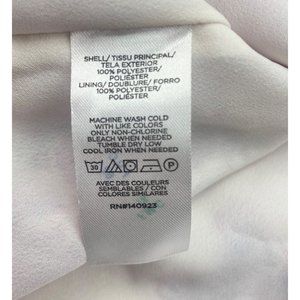 SHELL/ TISSU PRINCIPAL/
TELA EXTERIOR
100% POLYESTER/
POLIÉSTER
LINING/ DOUBLURE/ FORRO
100% POLYESTER/
POLIÉSTER
MACHINE WASH COLD
WITH LIKE COLORS
ONLY NON-CHLORINE
BLEACH WHEN NEEDED
TUMBLE DRY LOW
COOL IRON WHEN NEEDED
30 P
AVEC DES COULEURS
SEMBLABLES / CON
COLORES SIMILARES
RN#140923